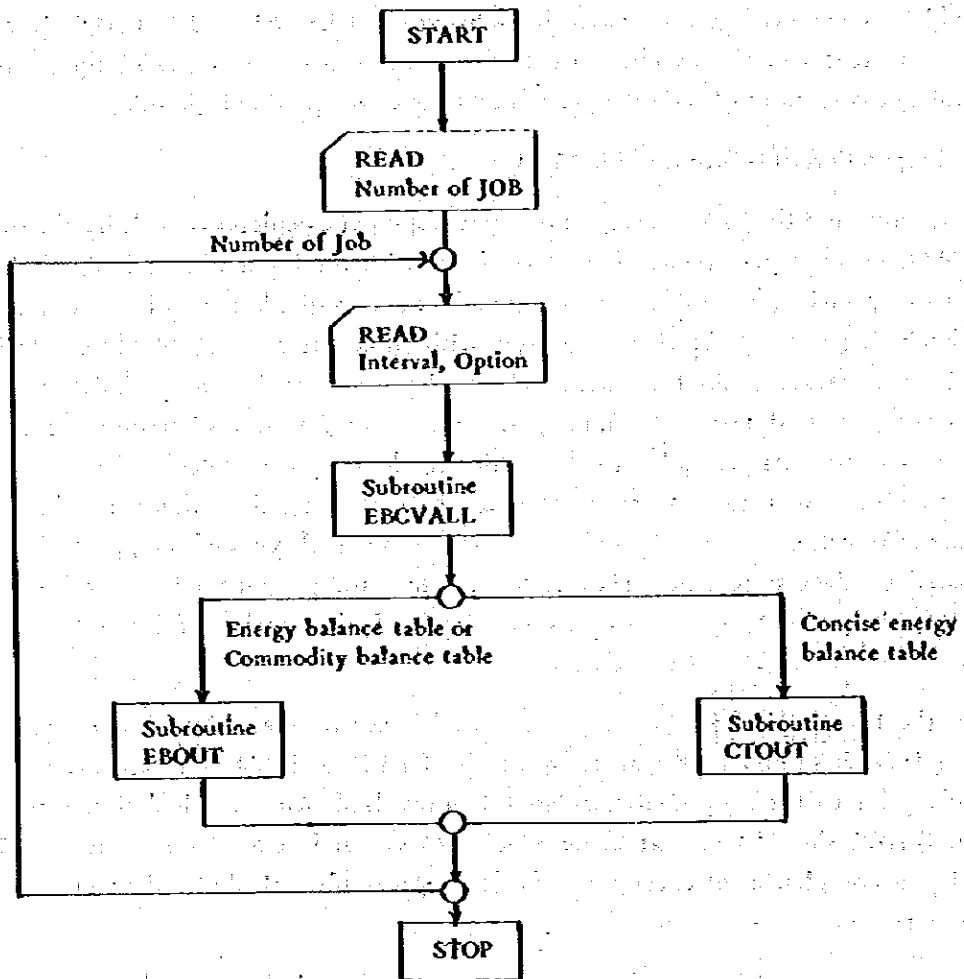 START
READ
Number of JOB
Number of Job
READ
Interval, Option
Subroutine
EBCVALL
Energy balance table or
Commodity balance table
Concise energy
balance table
Subroutine
EBOUT
Subroutine
CTOUT
STOP